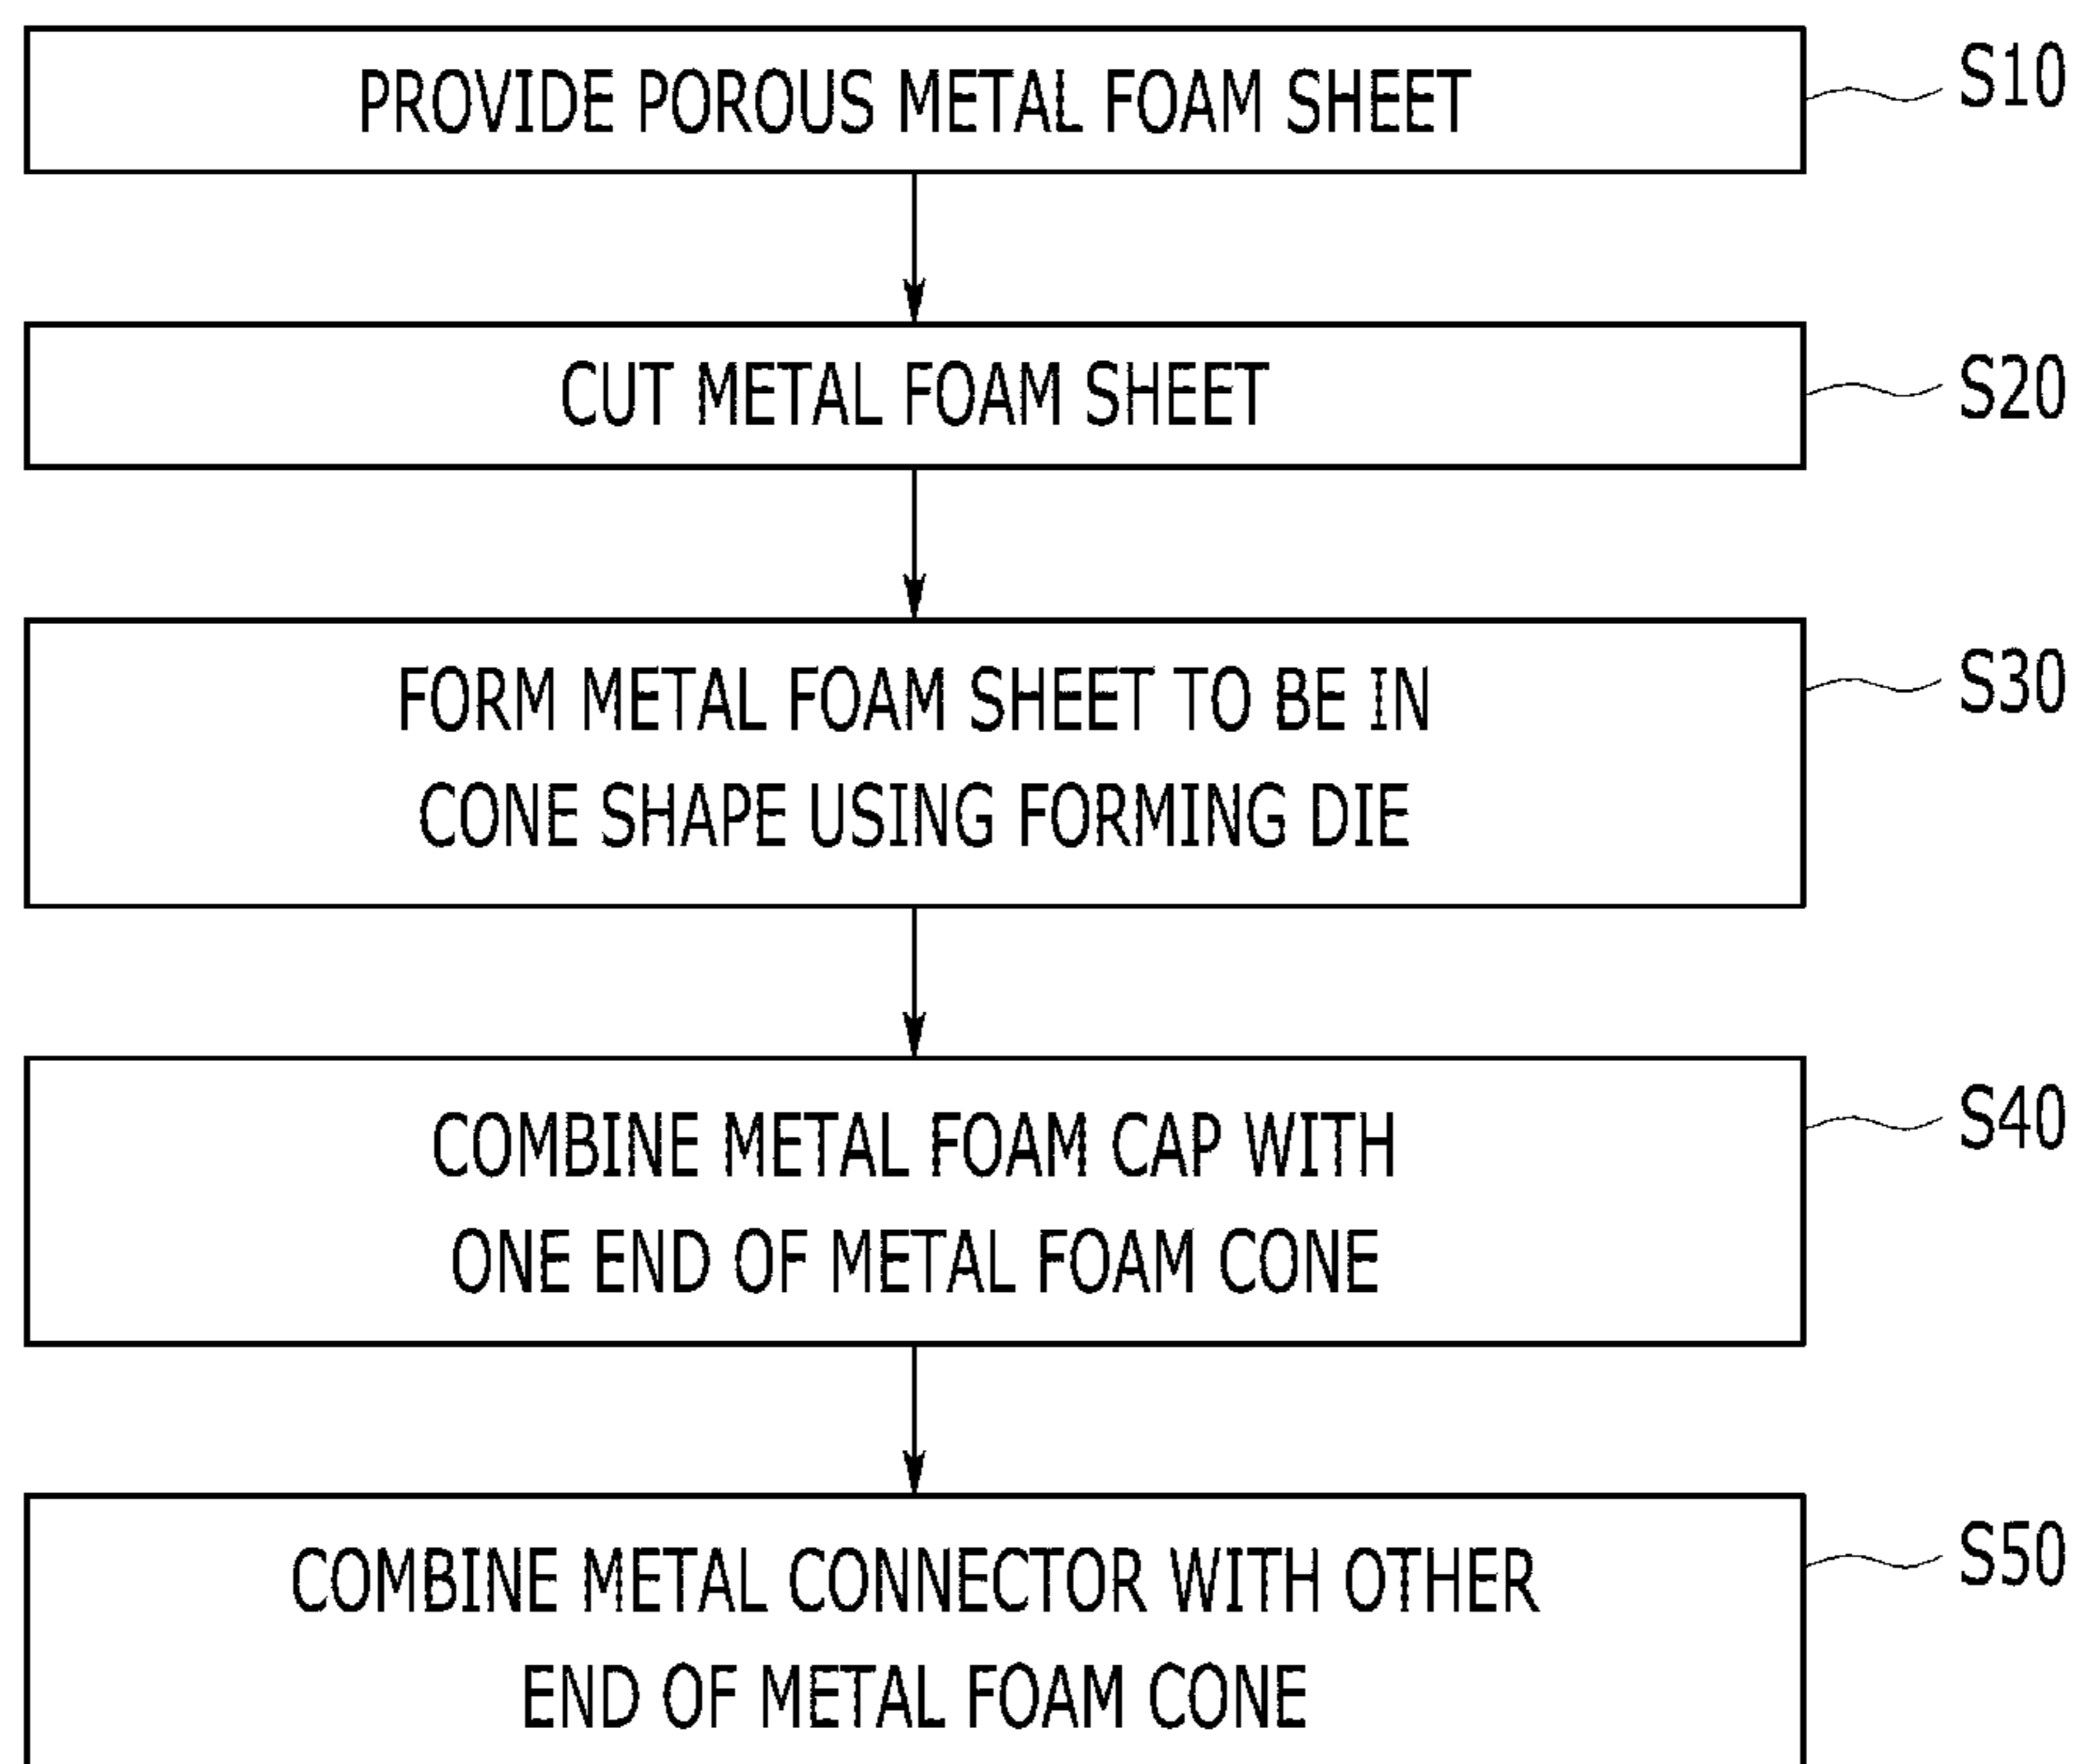 PROVIDE POROUS METAL FOAM SHEET
S10
CUT METAL FOAM SHEET
S20
FORM METAL FOAM SHEET TO BE IN
CONE SHAPE USING FORMING DIE
S30
COMBINE METAL FOAM CAP WITH
ONE END OF METAL FOAM CONE
S40
COMBINE METAL CONNECTOR WITH OTHER
END OF METAL FOAM CONE
S50